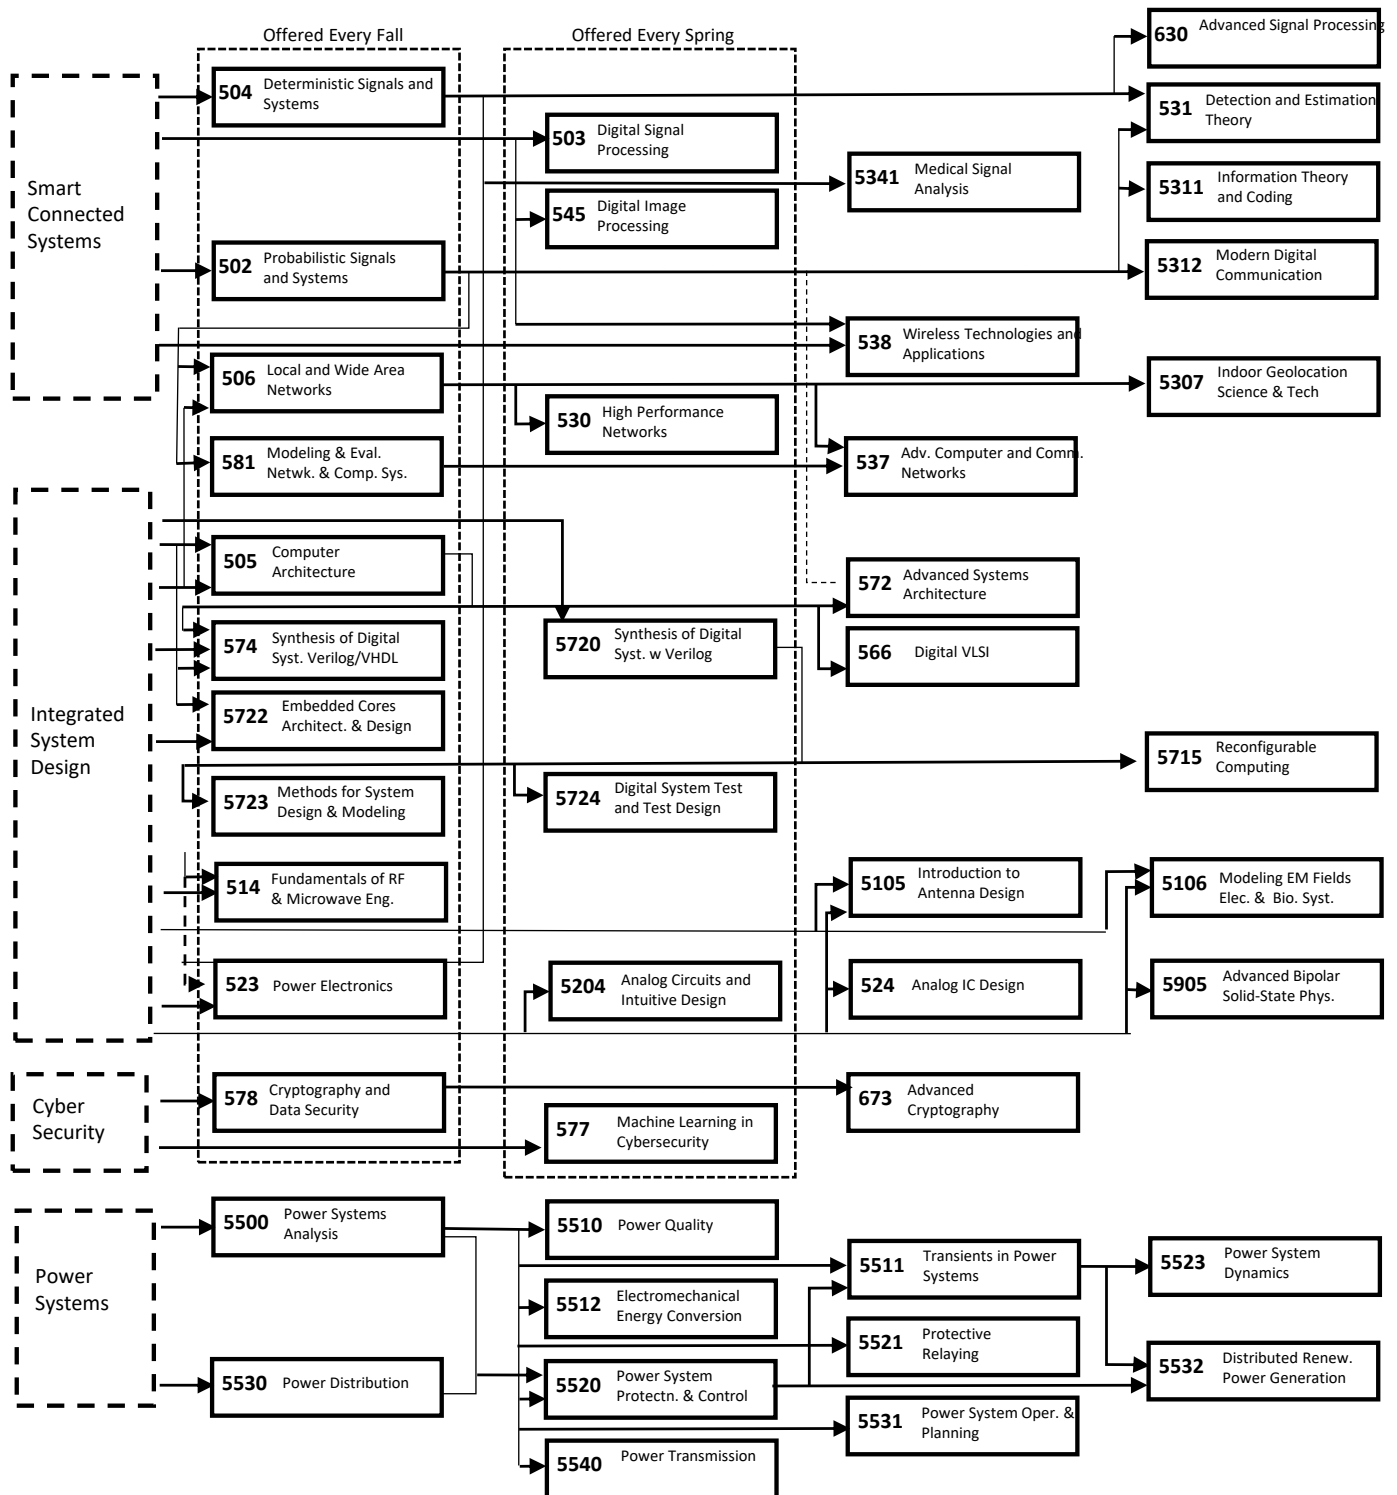 Offered Every Fall
Offered Every Spring
Smart
Connected
Systems
504 Deterministic Signals and
Systems
503 Digital Signal
Processing
545 Digital Image
Processing
5341 Medical Signal
Analysis
630 Advanced Signal Processing
531 Detection and Estimation
Theory
5311 Information Theory
and Coding
502 Probabilistic Signals
and Systems
5312 Modern Digital
Communication
538 Wireless Technologies and
Applications
506 Local and Wide Area
Networks
530 High Performance
Networks
5307 Indoor Geolocation
Science & Tech
581 Modeling & Eval.
Netwk. & Comp. Sys.
537 Adv. Computer and Comm.
Networks
Integrated
System
Design
505 Computer
Architecture
572 Advanced Systems
Architecture
574 Synthesis of Digital
Syst. Verilog/VHDL
5720 Synthesis of Digital
Syst. w Verilog
566 Digital VLSI
5722 Embedded Cores
Architect. & Design
5715 Reconfigurable
Computing
5723 Methods for System
Design & Modeling
5724 Digital System Test
and Test Design
514 Fundamentals of RF
& Microwave Eng.
5105 Introduction to
Antenna Design
5106 Modeling EM Fields
Elec. & Bio. Syst.
523 Power Electronics
5204 Analog Circuits and
Intuitive Design
524 Analog IC Design
5905 Advanced Bipolar
Solid-State Phys.
Cyber
Security
578 Cryptography and
Data Security
673 Advanced
Cryptography
577 Machine Learning in
Cybersecurity
Power
Systems
5500 Power Systems
Analysis
5510 Power Quality
5511 Transients in Power
Systems
5523 Power System
Dynamics
5512 Electromechanical
Energy Conversion
5521 Protective
Relaying
5530 Power Distribution
5520 Power System
Protectn. & Control
5532 Distributed Renew.
Power Generation
5531 Power System Oper. &
Planning
5540 Power Transmission